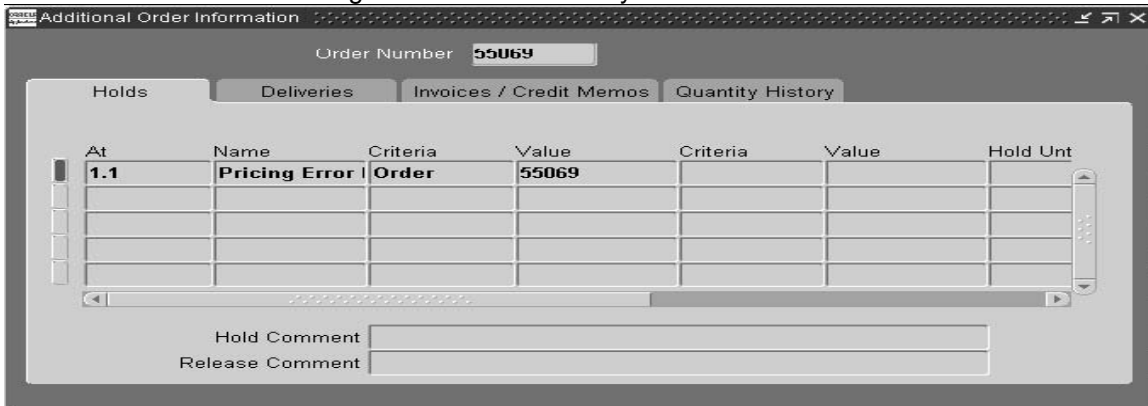 ORACLE Additional Order Information
Order Number 55069
Holds Deliveries Invoices / Credit Memos Quantity History
At Name Criteria Value Criteria Value Hold Unt
1.1 Pricing Error Order 55069
Hold Comment
Release Comment